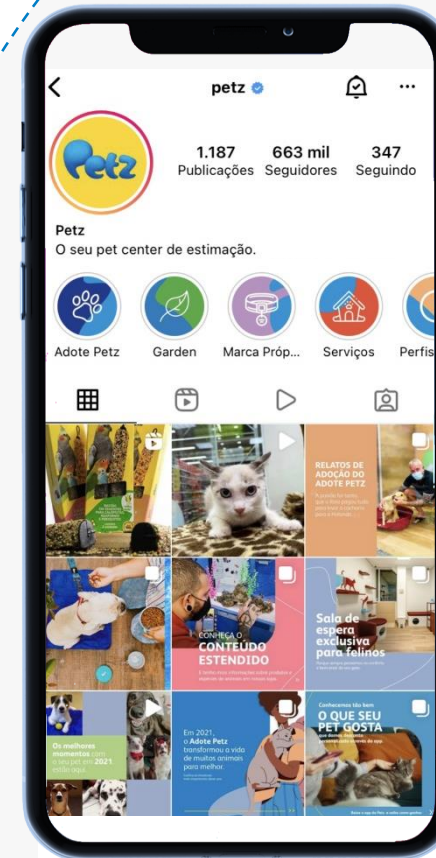 petz
Petz
1.187
Publicações
663 mil
Seguidores
347
Seguindo
Petz
O seu pet center de estimação.
Adote Petz
Garden
Marca Próp...
Serviços
Perfis
RELATOS DE
ADOÇÃO DO
ADOTE PETZ
CONHEÇA O
CONTEÚDO
ESTENDIDO
Sala de
espera
exclusiva
para felinos
Os melhores
momentos com
o seu pet em 2021,
estão aqui.
Em 2021,
o Adote Petz
transformou a vida
de muitos animais
para melhor.
Conhecemos tão bem
O QUE SEU
PET GOSTA